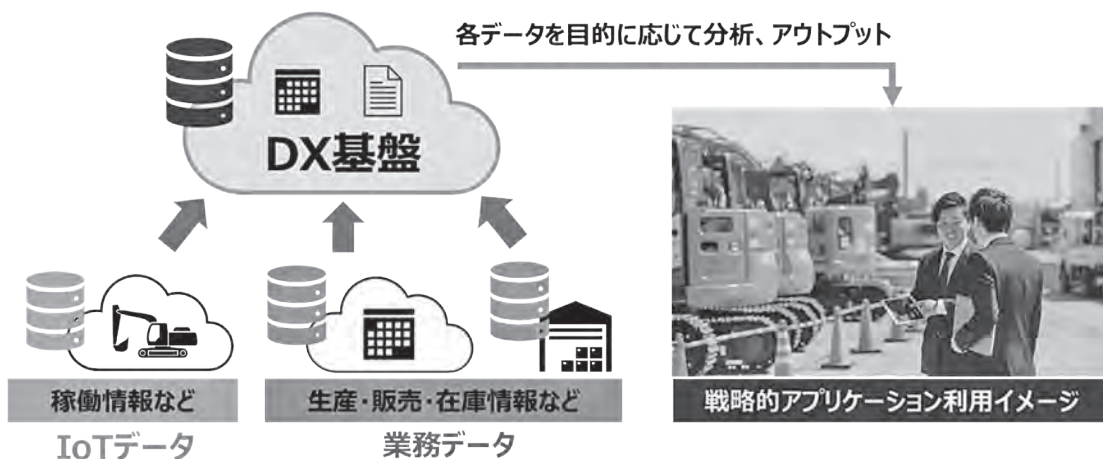 各データを目的に応じて分析、アウトプット
DX基盤
稼働情報など
生産・販売・在庫情報など
戦略的アプリケーション利用イメージ
IoTデータ
業務データ